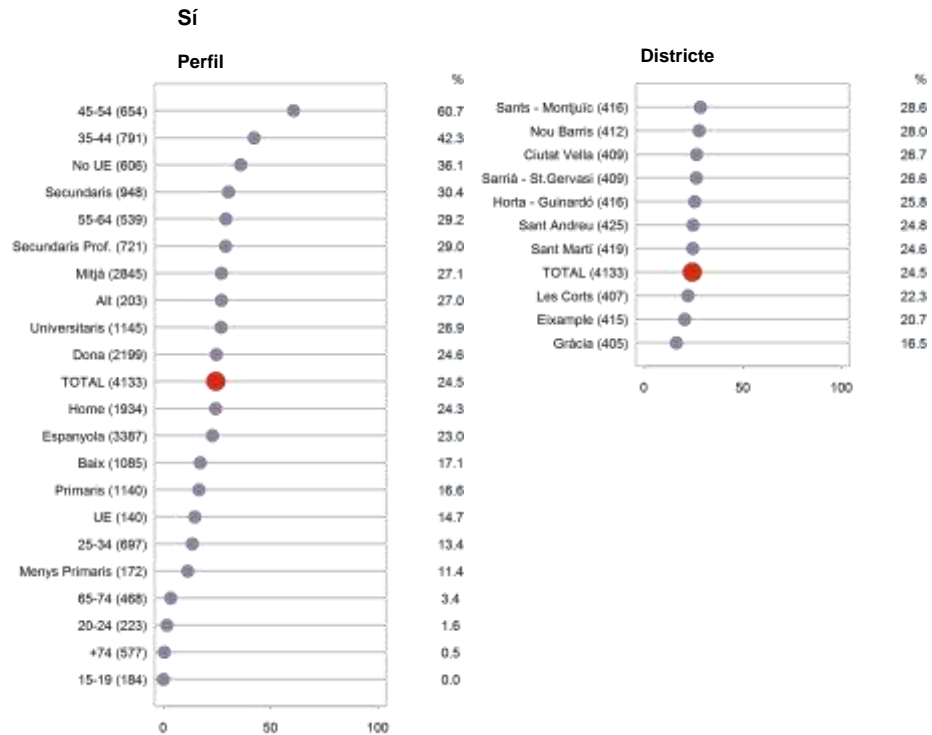 Sí
Perfil
%
45-54 (654) 60.7
35-44 (791) 42.3
No UE (606) 36.1
Secundaris (948) 30.4
55-64 (539) 29.2
Secundaris Prof. (721) 29.0
Mitjà (2845) 27.1
Alt (203) 27.0
Universitaris (1145) 26.9
Dona (2199) 24.6
TOTAL (4133) 24.5
Home (1934) 24.3
Espanyola (3387) 23.0
Baix (1085) 17.1
Primaris (1140) 16.6
UE (140) 14.7
25-34 (697) 13.4
Menys Primaris (172) 11.4
65-74 (468) 3.4
20-24 (223) 1.6
+74 (577) 0.5
15-19 (184) 0.0
0 50 100
Districte
%
Sants - Montjuïc (416) 28.6
Nou Barris (412) 28.0
Ciutat Vella (409) 26.7
Sarrià - St.Gervasi (409) 26.6
Horta - Guinardó (416) 25.8
Sant Andreu (425) 24.8
Sant Martí (419) 24.6
TOTAL (4133) 24.5
Les Corts (407) 22.3
Eixample (415) 20.7
Gràcia (405) 16.5
0 50 100